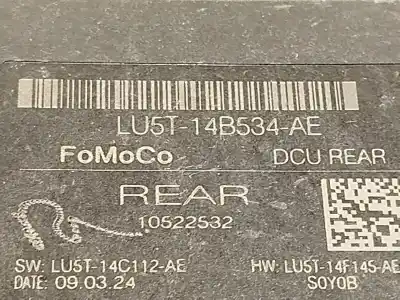 LU5T-14B534-AE
FoMoCo DCU REAR
REAR
10522532
SW: LU5T-14C112-AE HW: LU5T-14F145-AE
DATE: 09.03.24 S0Y0B